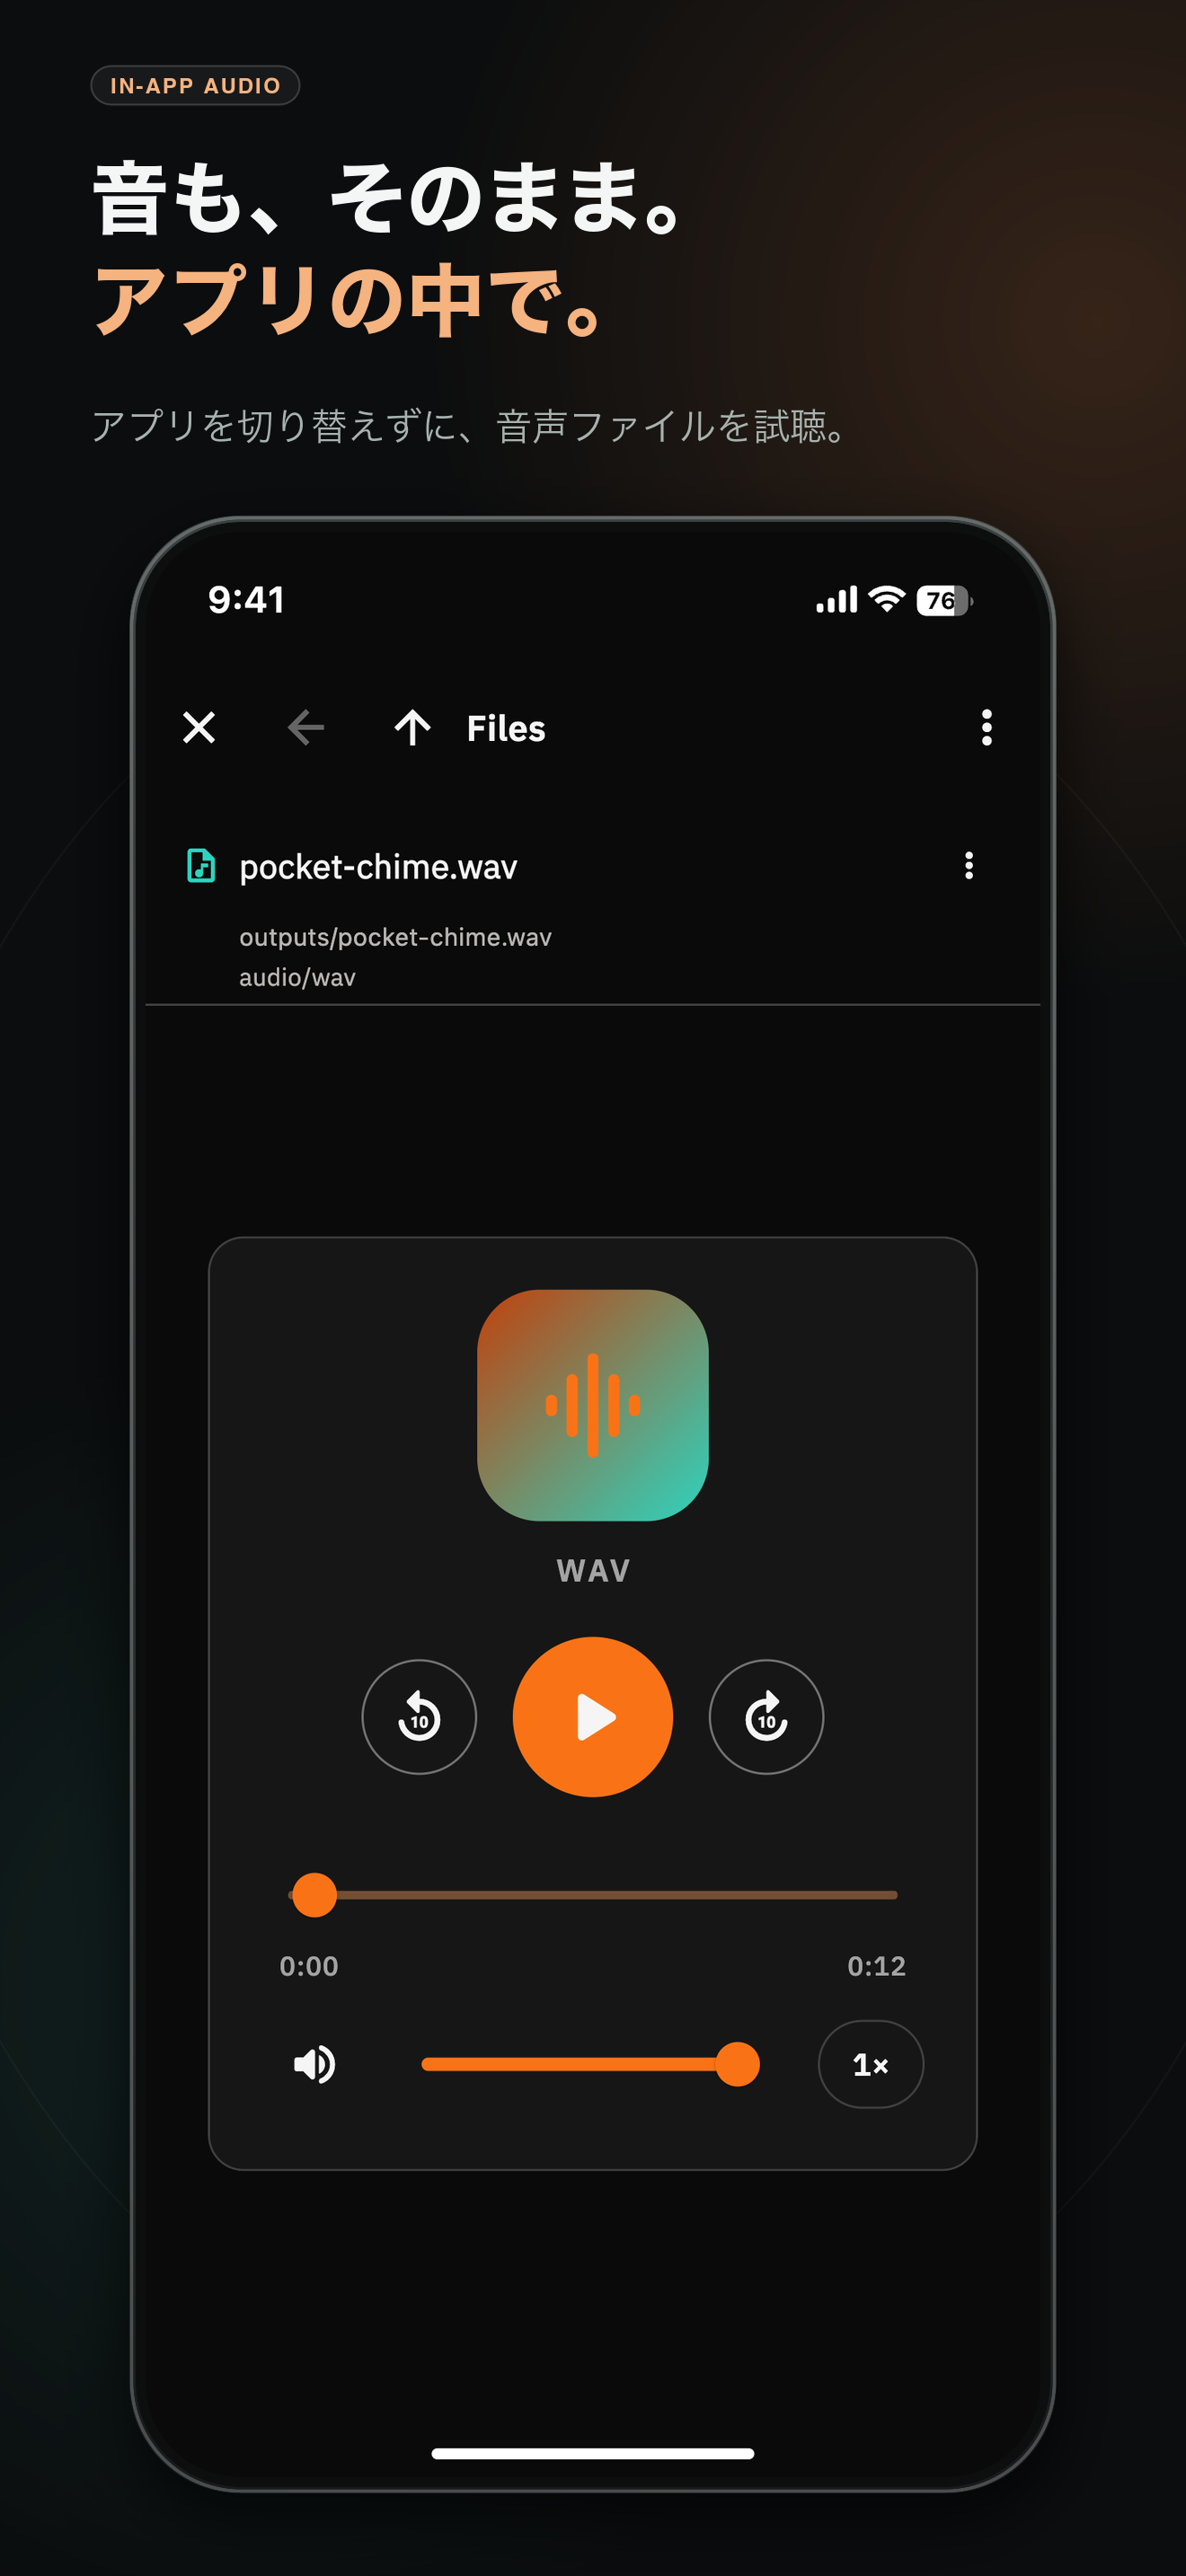 IN-APP AUDIO
音も、そのまま。
アプリの中で。
アプリを切り替えずに、音声ファイルを試聴。
9:41
76
Files
pocket-chime.wav
outputs/pocket-chime.wav
audio/wav
WAV
10
10
0:00
0:12
1×